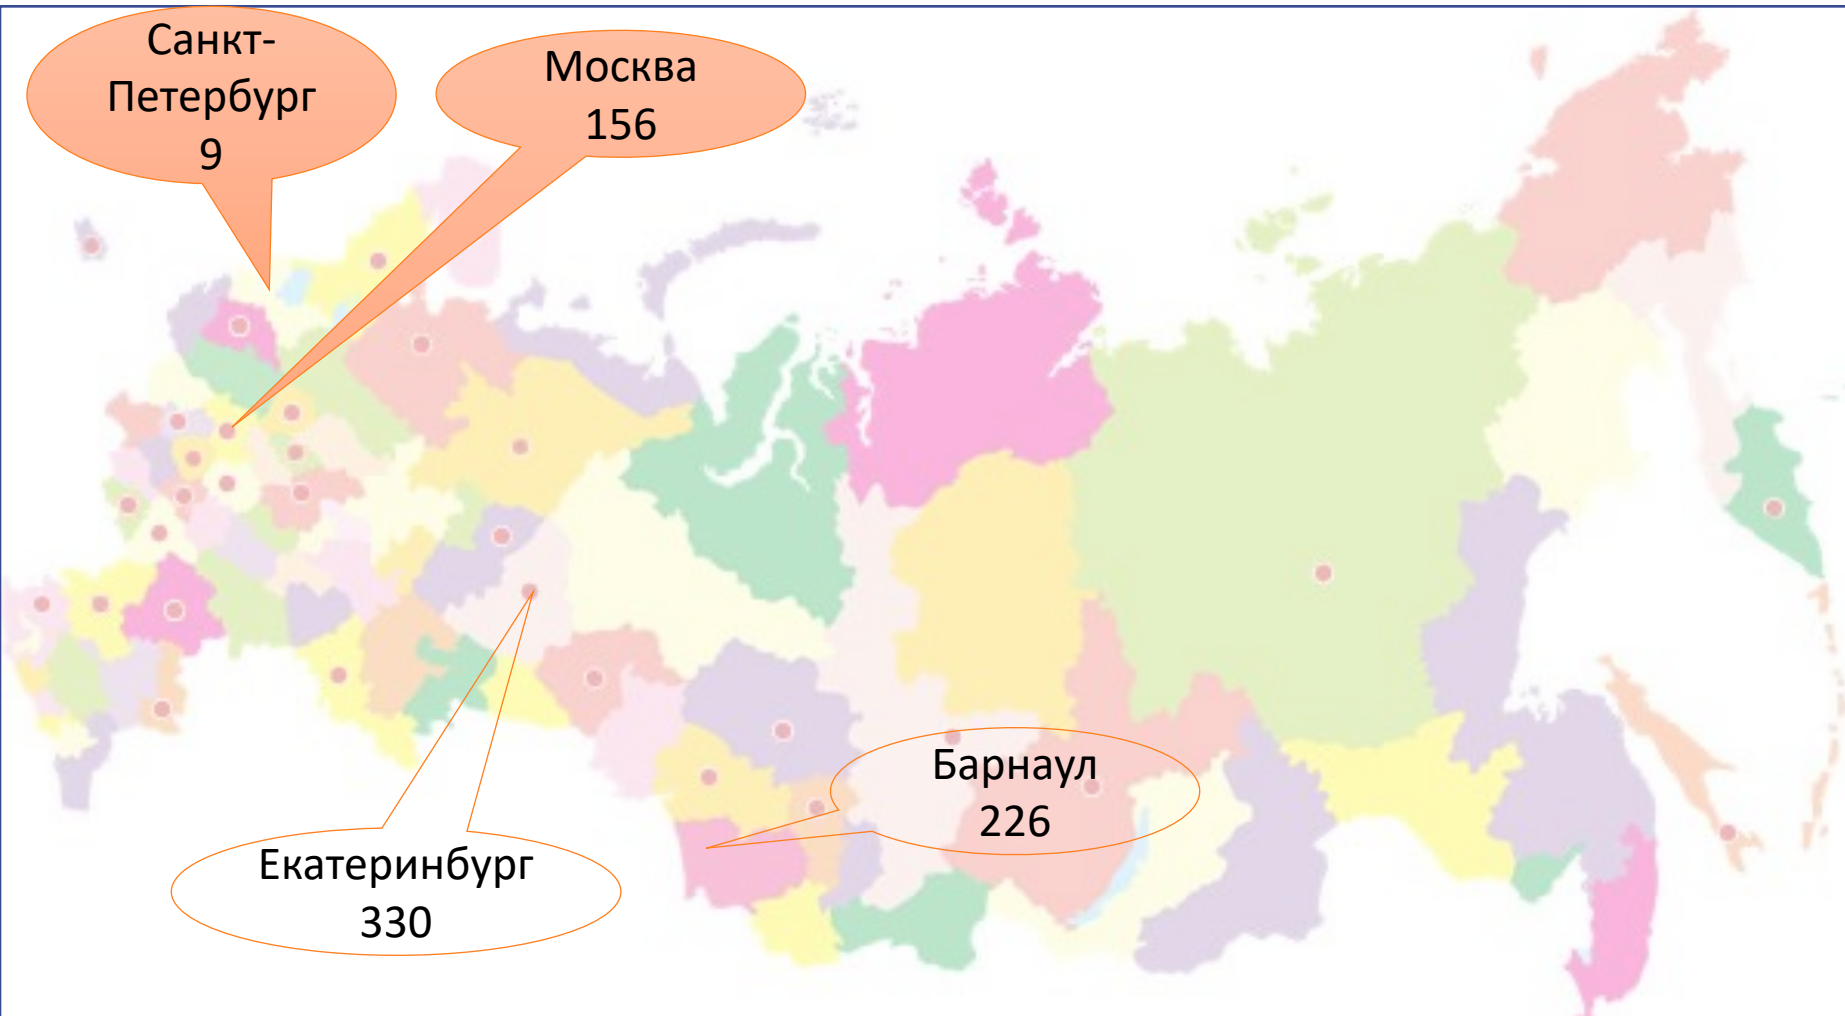 Санкт-
Петербург
9
Москва
156
Барнаул
226
Екатеринбург
330